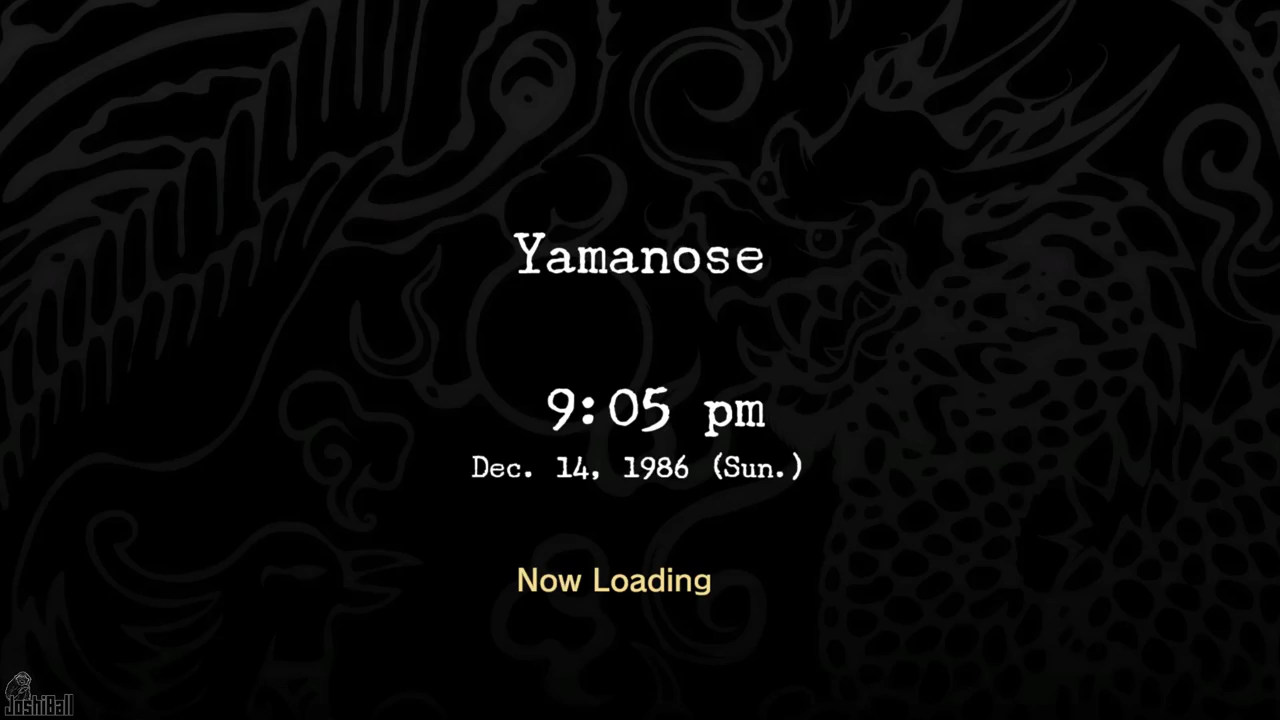 Yamanose
9:05 pm
Dec. 14, 1986 (Sun.)
Now Loading
JoshiBall